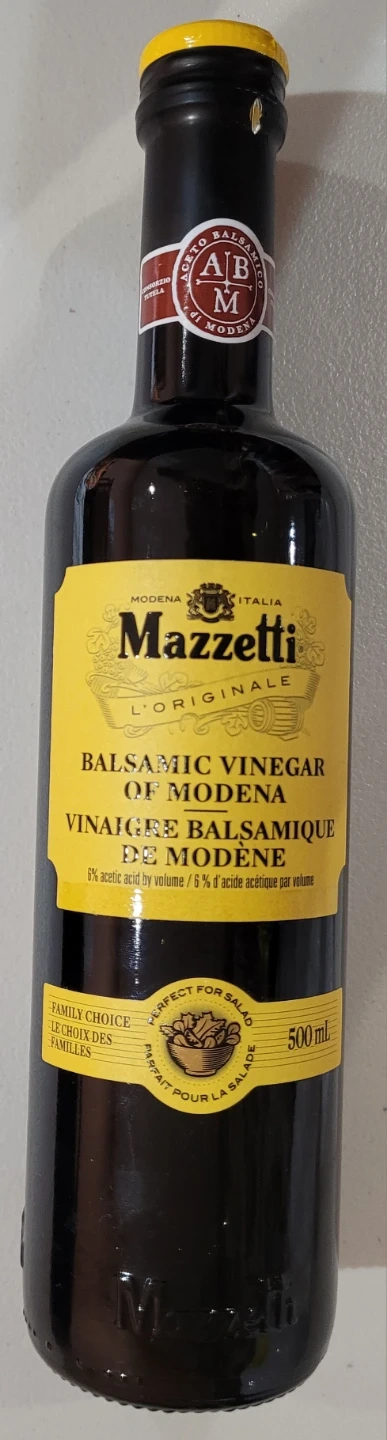 ACETO BALSAMICO
CONSORZIO
TUTELA
A B
M
DI MODENA
MODENA ITALIA
Mazzetti
L'ORIGINALE
BALSAMIC VINEGAR
OF MODENA
VINAIGRE BALSAMIQUE
DE MODÈNE
6% acetic acid by volume / 6 % d'acide acétique par volume
PERFECT FOR SALAD
FAMILY CHOICE
LE CHOIX DES
FAMILLES
500 mL
PARFAIT POUR LA SALADE
Mazzetti